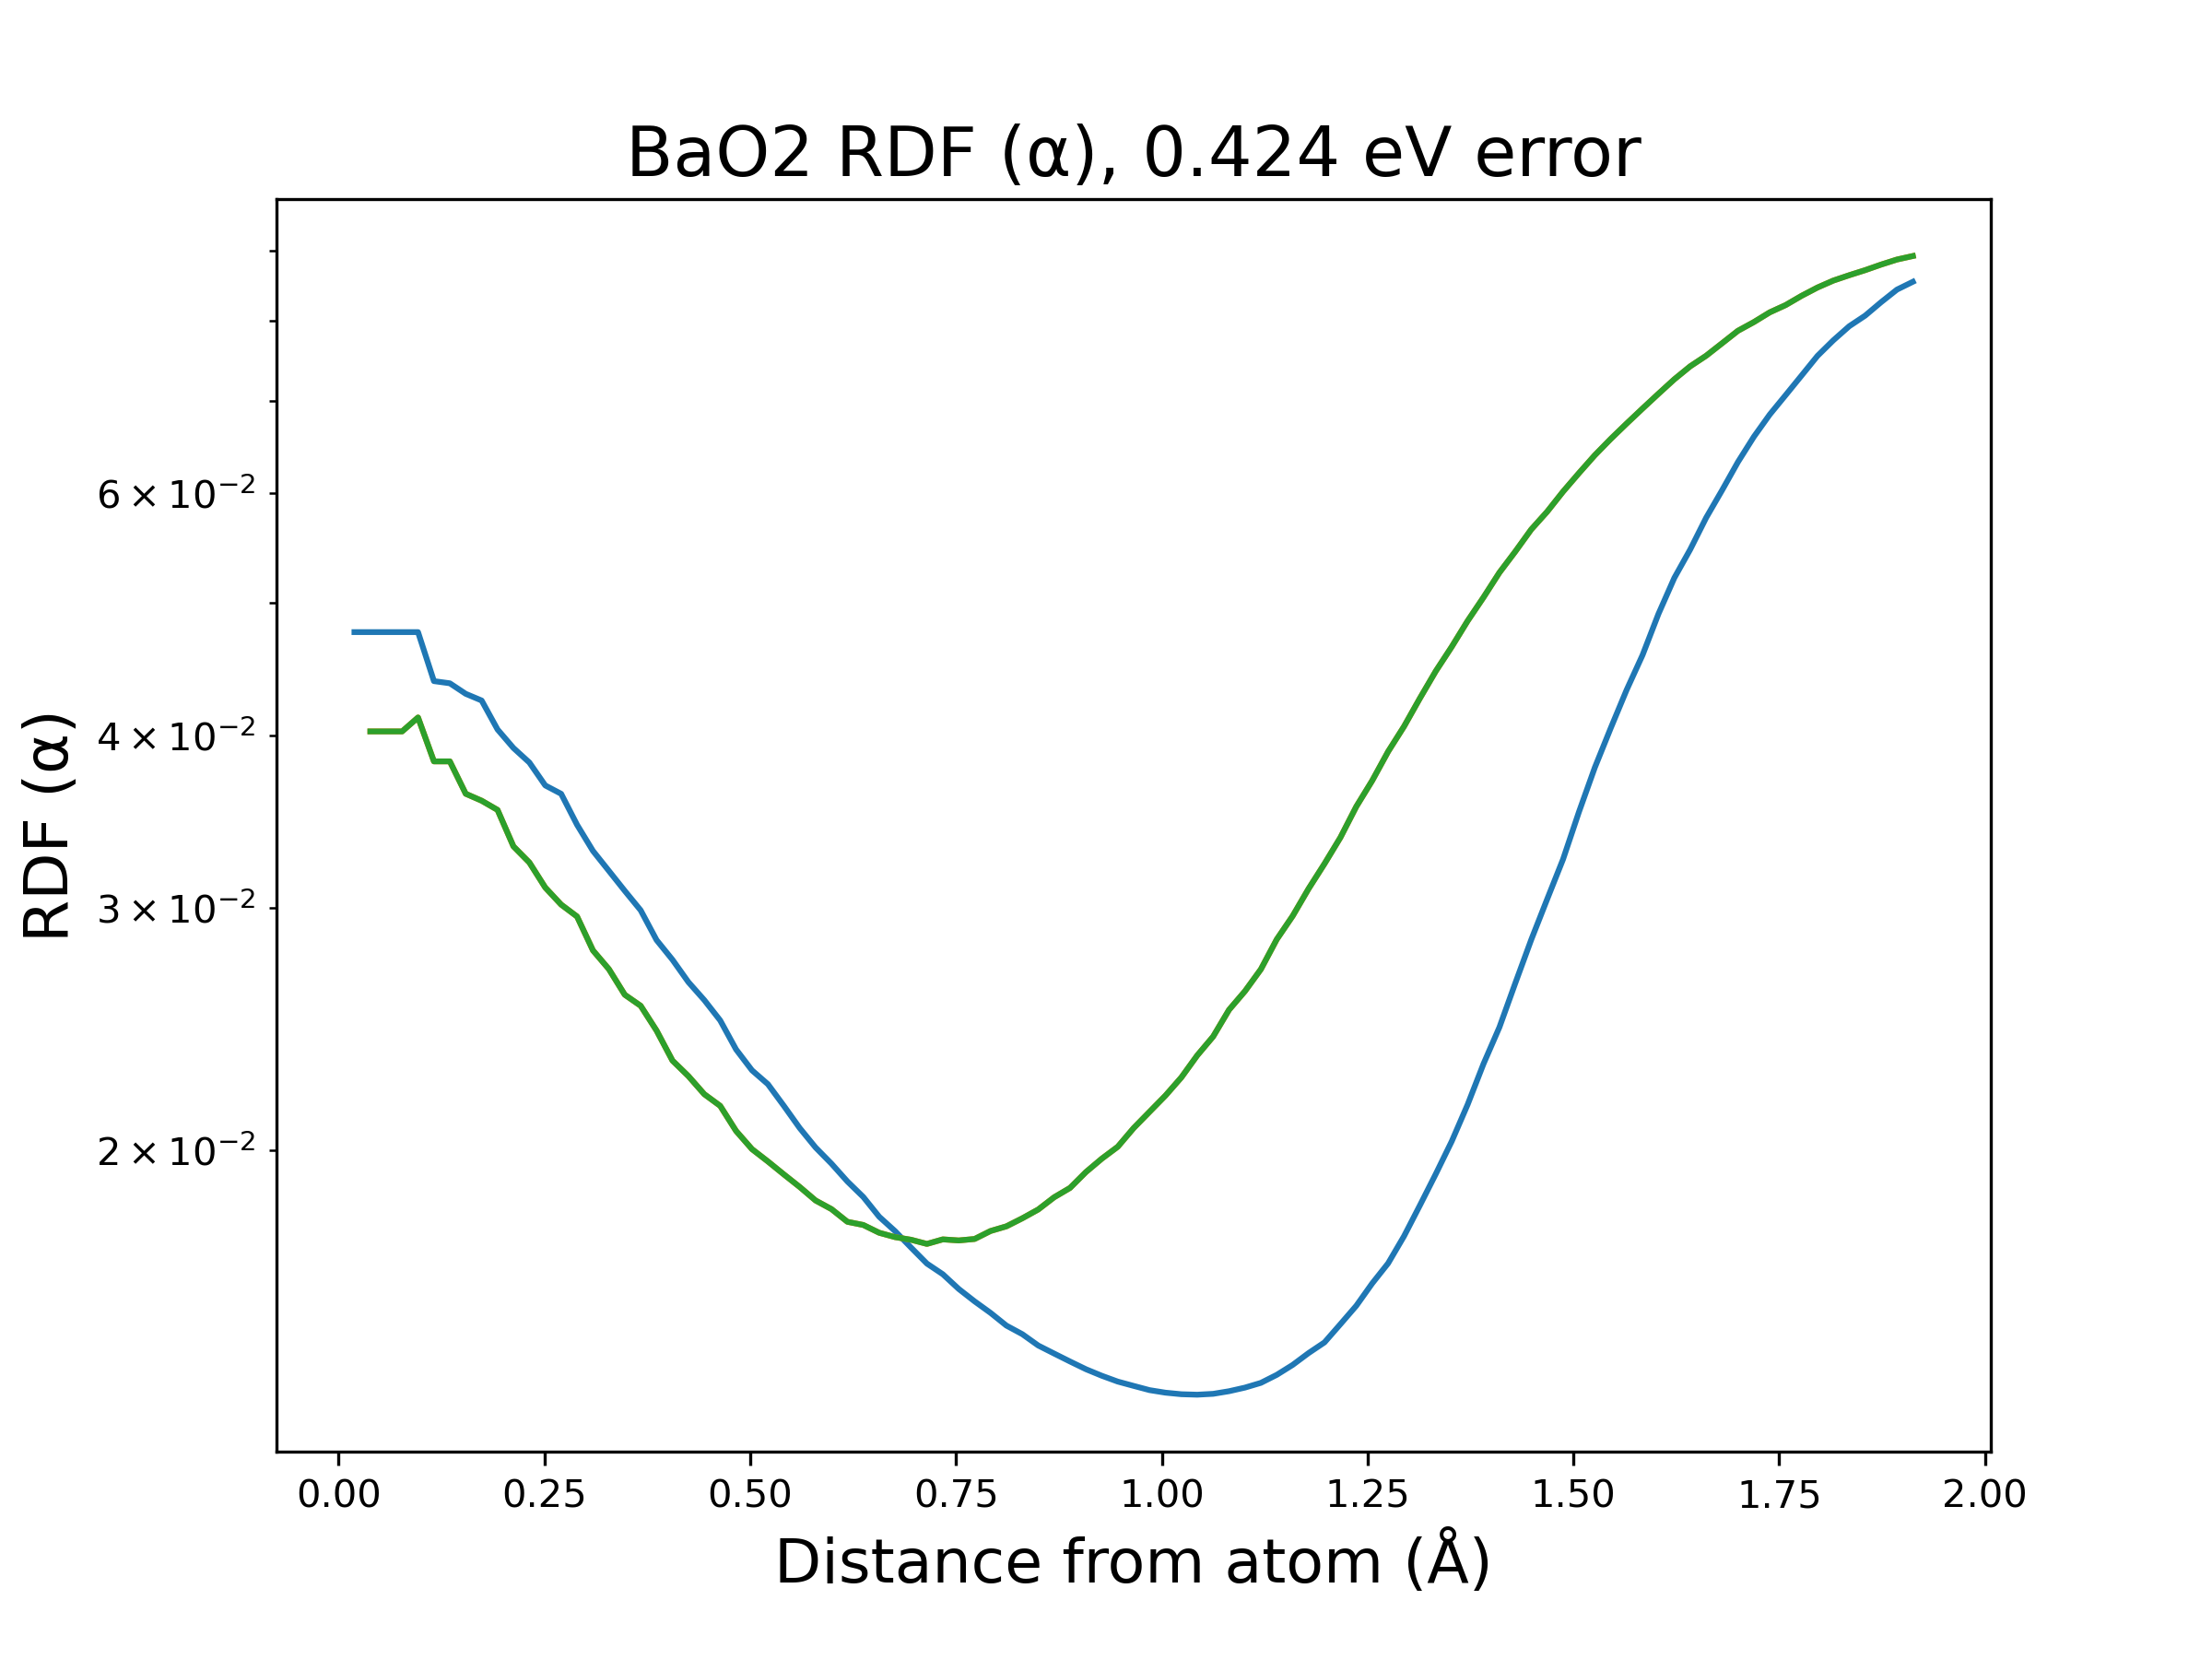 BaO2 RDF (α), 0.424 eV error
RDF (α)
6 × 10⁻²
4 × 10⁻²
3 × 10⁻²
2 × 10⁻²
0.00 0.25 0.50 0.75 1.00 1.25 1.50 1.75 2.00
Distance from atom (Å)